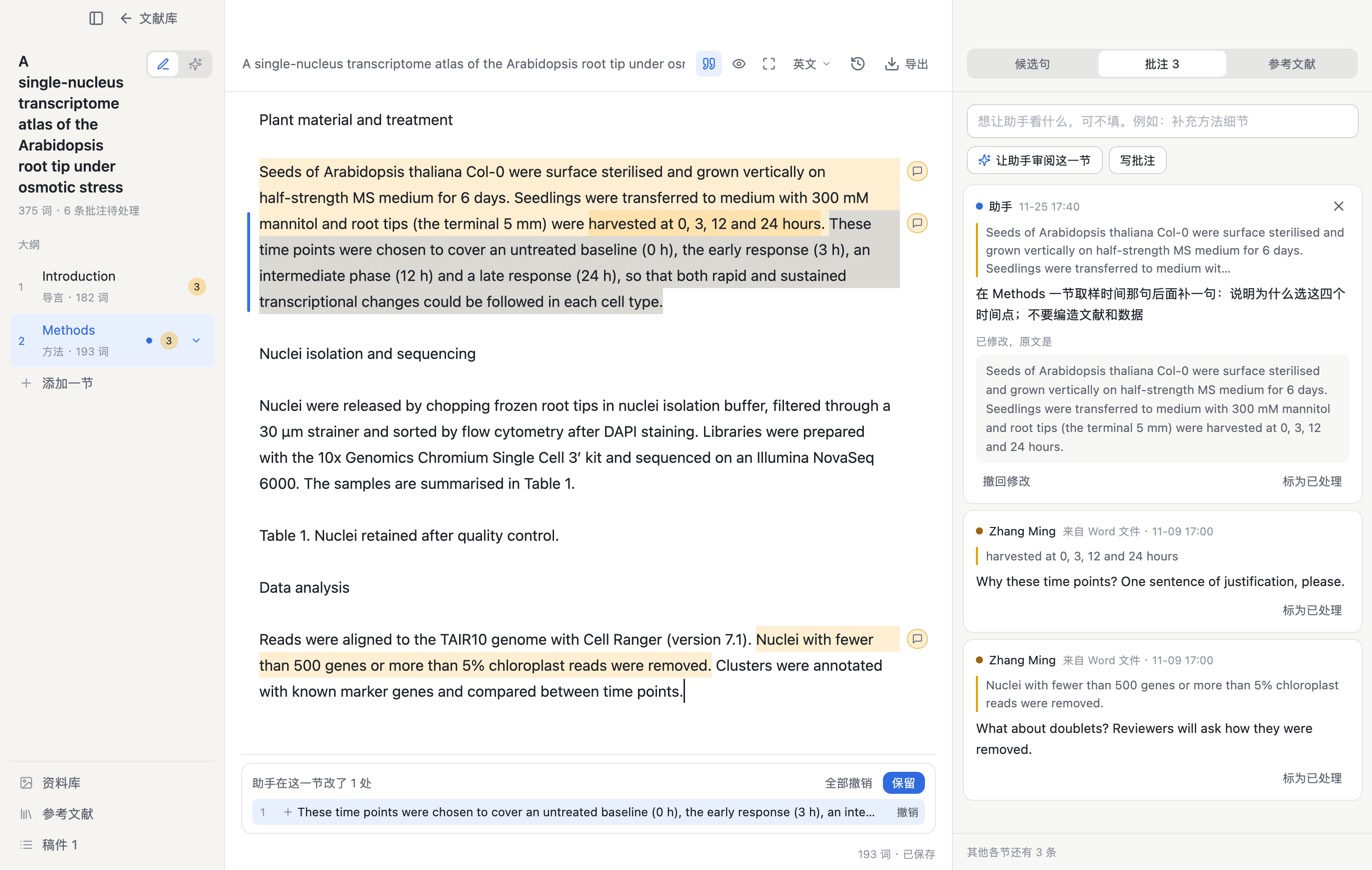 文献库
A
single-nucleus
transcriptome
atlas of the
Arabidopsis
root tip under
osmotic stress
375 词 · 6 条批注待处理
大纲
1 Introduction
导言 · 182 词
3
2 Methods
方法 · 193 词
3
添加一节
资料库
参考文献
稿件 1
A single-nucleus transcriptome atlas of the Arabidopsis root tip under osr
英文
导出
Plant material and treatment
Seeds of Arabidopsis thaliana Col-0 were surface sterilised and grown vertically on
half-strength MS medium for 6 days. Seedlings were transferred to medium with 300 mM
mannitol and root tips (the terminal 5 mm) were harvested at 0, 3, 12 and 24 hours. These
time points were chosen to cover an untreated baseline (0 h), the early response (3 h), an
intermediate phase (12 h) and a late response (24 h), so that both rapid and sustained
transcriptional changes could be followed in each cell type.
Nuclei isolation and sequencing
Nuclei were released by chopping frozen root tips in nuclei isolation buffer, filtered through a
30 µm strainer and sorted by flow cytometry after DAPI staining. Libraries were prepared
with the 10x Genomics Chromium Single Cell 3′ kit and sequenced on an Illumina NovaSeq
6000. The samples are summarised in Table 1.
Table 1. Nuclei retained after quality control.
Data analysis
Reads were aligned to the TAIR10 genome with Cell Ranger (version 7.1). Nuclei with fewer
than 500 genes or more than 5% chloroplast reads were removed. Clusters were annotated
with known marker genes and compared between time points.
助手在这一节改了 1 处
全部撤销
保留
1 + These time points were chosen to cover an untreated baseline (0 h), the early response (3 h), an inte...
撤销
193 词 · 已保存
候选句
批注 3
参考文献
想让助手看什么，可不填。例如：补充方法细节
让助手审阅这一节
写批注
助手 11-25 17:40
Seeds of Arabidopsis thaliana Col-0 were surface sterilised and
grown vertically on half-strength MS medium for 6 days.
Seedlings were transferred to medium wit...
在 Methods 一节取样时间那句后面补一句：说明为什么选这四个
时间点；不要编造文献和数据
已修改，原文是
Seeds of Arabidopsis thaliana Col-0 were surface sterilised
and grown vertically on half-strength MS medium for 6 days.
Seedlings were transferred to medium with 300 mM mannitol
and root tips (the terminal 5 mm) were harvested at 0, 3, 12
and 24 hours.
撤回修改
标为已处理
Zhang Ming 来自 Word 文件 · 11-09 17:00
harvested at 0, 3, 12 and 24 hours
Why these time points? One sentence of justification, please.
标为已处理
Zhang Ming 来自 Word 文件 · 11-09 17:00
Nuclei with fewer than 500 genes or more than 5% chloroplast
reads were removed.
What about doublets? Reviewers will ask how they were
removed.
标为已处理
其他各节还有 3 条